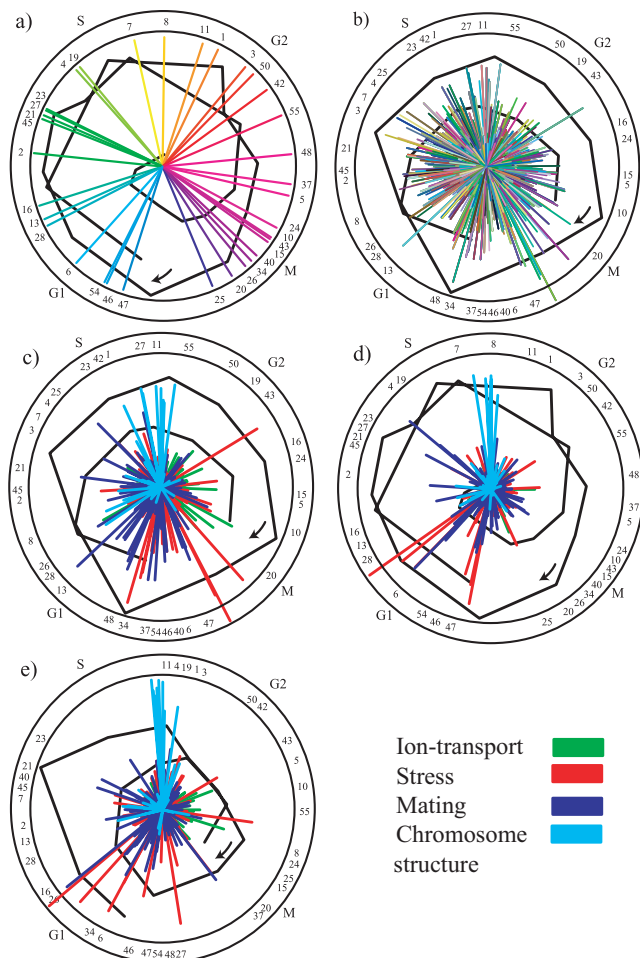 a)
S
7 8 11 1
G2
3 50 42 55 48 37 5 24 10 43 15 40 34 26 20
M
25 47 46 54
G1
6 28 13 16 2 45 21 27 23 4 19
b)
S
23 42 1 11 55
G2
50 19 43 16 24 15 5 10 20
M
47 6 40 46 54 37 34 48
G1
13 28 26 8 2 45 21 3 7 4 25
c)
S
23 42 1 27 11 55
G2
50 19 43 16 24 15 5 10 20
M
47 6 40 46 54 37 34 48
G1
13 28 26 8 2 45 21 3 7 4 25
d)
S
7 8 11 1
G2
3 50 42 55 48 37 5 24 10 43 15 40 34 26 20
M
25 47 46 54
G1
6 28 13 16 2 45 21 27 23 4 19
e)
S
11 4 19 1 3
G2
50 42 43 5 10 55 8 24 25 15 20 37
M
27 48 54 47 46 6 34
G1
26 16 28 13 2 7 45 40 21 23
Ion-transport
Stress
Mating
Chromosome
structure